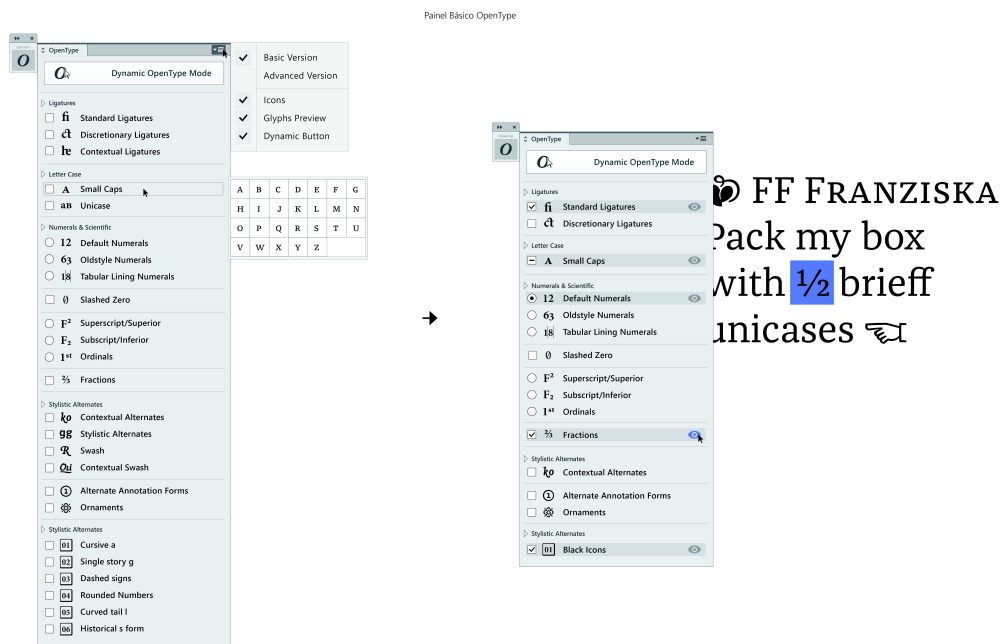 Painel Básico OpenType
O
OpenType
O Dynamic OpenType Mode
Ligatures
fi Standard Ligatures
ct Discretionary Ligatures
he Contextual Ligatures
Letter Case
A Small Caps
aB Unicase
Numerals & Scientific
12 Default Numerals
63 Oldstyle Numerals
18 Tabular Lining Numerals
0 Slashed Zero
F² Superscript/Superior
F₂ Subscript/Inferior
1st Ordinals
⅔ Fractions
Stylistic Alternates
ko Contextual Alternates
gg Stylistic Alternates
R Swash
Qu Contextual Swash
① Alternate Annotation Forms
Ornaments
Stylistic Alternates
01 Cursive a
02 Single story g
03 Dashed signs
04 Rounded Numbers
05 Curved tail l
06 Historical s form
Basic Version
Advanced Version
Icons
Glyphs Preview
Dynamic Button
A B C D E F G
H I J K L M N
O P Q R S T U
V W X Y Z
O
OpenType
O Dynamic OpenType Mode
Ligatures
fi Standard Ligatures
ct Discretionary Ligatures
Letter Case
A Small Caps
Numerals & Scientific
12 Default Numerals
63 Oldstyle Numerals
18 Tabular Lining Numerals
0 Slashed Zero
F² Superscript/Superior
F₂ Subscript/Inferior
1st Ordinals
⅔ Fractions
Stylistic Alternates
ko Contextual Alternates
① Alternate Annotation Forms
Ornaments
Stylistic Alternates
01 Black Icons
FF Franziska
Pack my box
with ½ brieff
unicases